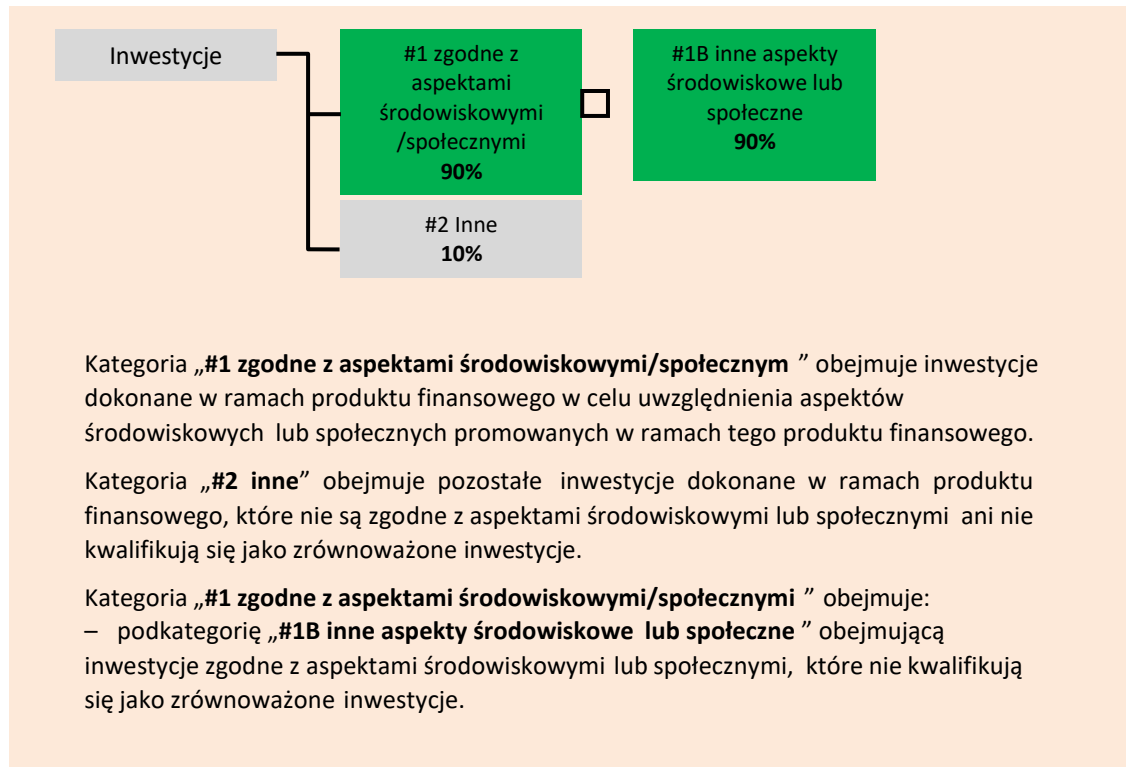 Inwestycje
#1 zgodne z
aspektami
środowiskowymi
/społecznymi
90%
#1B inne aspekty
środowiskowe lub
społeczne
90%
#2 Inne
10%
Kategoria „#1 zgodne z aspektami środowiskowymi/społecznym ” obejmuje inwestycje
dokonane w ramach produktu finansowego w celu uwzględnienia aspektów
środowiskowych lub społecznych promowanych w ramach tego produktu finansowego.
Kategoria „#2 inne” obejmuje pozostałe inwestycje dokonane w ramach produktu
finansowego, które nie są zgodne z aspektami środowiskowymi lub społecznymi ani nie
kwalifikują się jako zrównoważone inwestycje.
Kategoria „#1 zgodne z aspektami środowiskowymi/społecznymi ” obejmuje:
– podkategorię „#1B inne aspekty środowiskowe lub społeczne ” obejmującą
inwestycje zgodne z aspektami środowiskowymi lub społecznymi, które nie kwalifikują
się jako zrównoważone inwestycje.